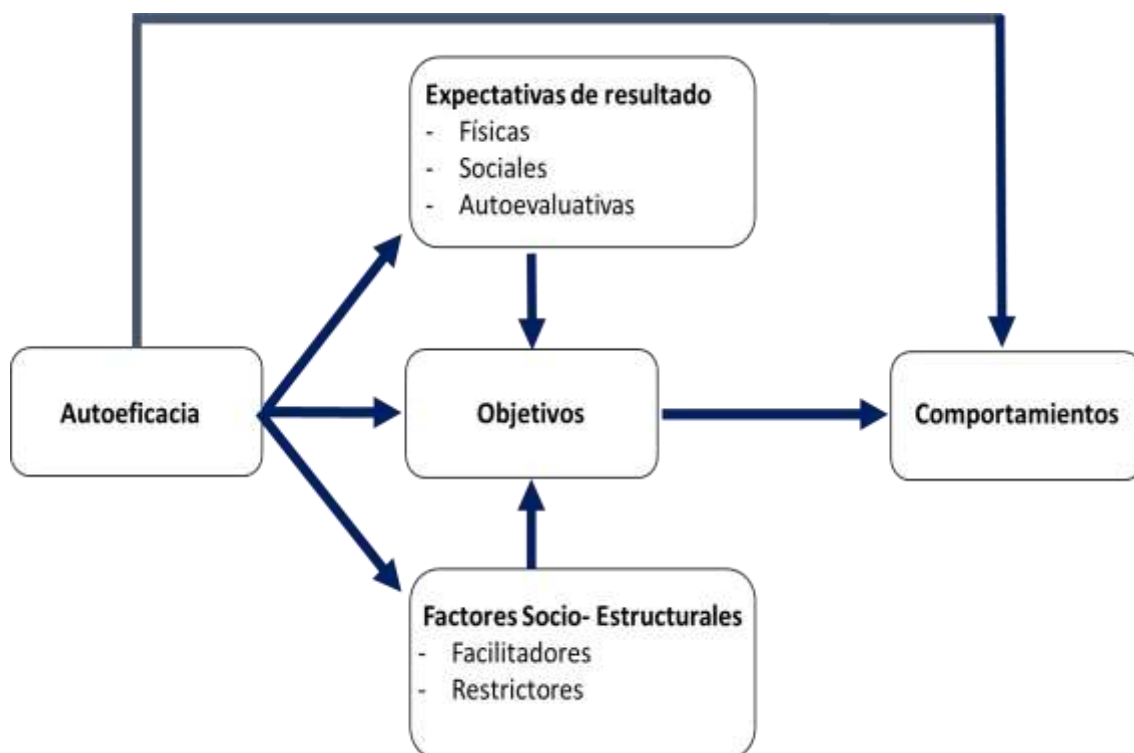 Expectativas de resultado
- Físicas
- Sociales
- Autoevaluativas
Autoeficacia
Objetivos
Comportamientos
Factores Socio- Estructurales
- Facilitadores
- Restrictores